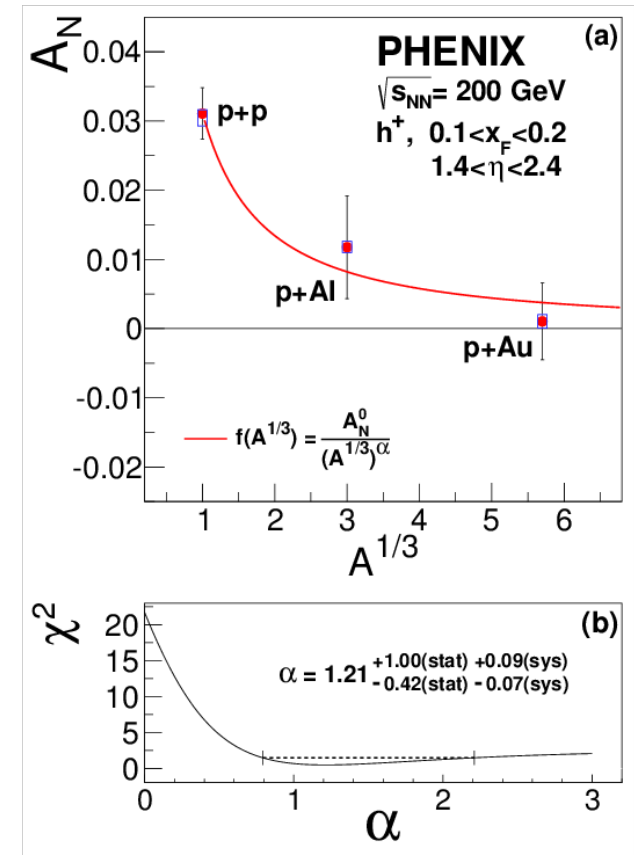 A_N
(a)
PHENIX
√s_NN = 200 GeV
h^+, 0.1<x_F<0.2
1.4<η<2.4
0.04
0.03
0.02
0.01
0
-0.01
-0.02
p+p
p+Al
p+Au
f(A^{1/3}) = A_N^0 / (A^{1/3})^α
1 2 3 4 5 6
A^{1/3}
χ^2
(b)
20
15
10
5
0
α = 1.21 +1.00(stat) +0.09(sys)
-0.42(stat) -0.07(sys)
0 1 2 3
α